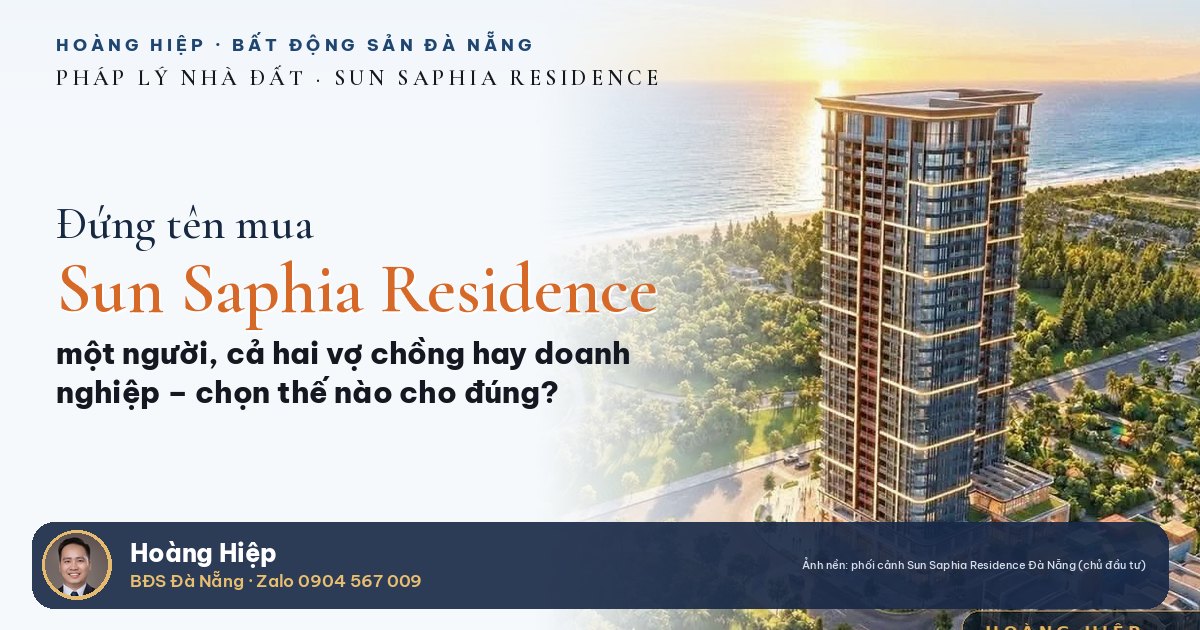 HOÀNG HIỆP · BẤT ĐỘNG SẢN ĐÀ NẴNG
PHÁP LÝ NHÀ ĐẤT · SUN SAPHIA RESIDENCE
Đứng tên mua
Sun Saphia Residence
một người, cả hai vợ chồng hay doanh
nghiệp – chọn thế nào cho đúng?
Hoàng Hiệp
BĐS Đà Nẵng · Zalo 0904 567 009
Ảnh nền: phối cảnh Sun Saphia Residence Đà Nẵng (chủ đầu tư)
HOÀNG HIỆP